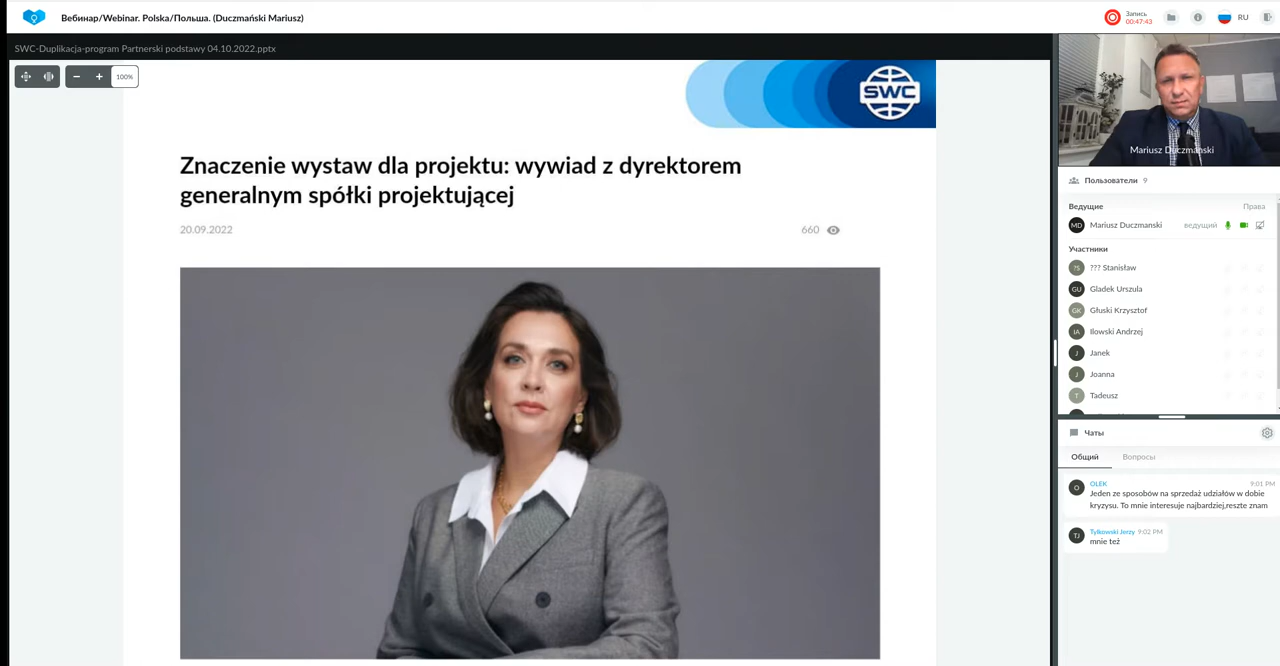 Вебинар/Webinar. Polska/Польша. (Duczmański Mariusz)
Запись
00:47:43
RU
SWC-Duplikacja-program Partnerski podstawy 04.10.2022.pptx
100%
SWC
Znaczenie wystaw dla projektu: wywiad z dyrektorem
generalnym spółki projektującej
20.09.2022
660
Mariusz Duczmański
Пользователи 9
Ведущие
Права
MD Mariusz Duczmanski ведущий
Участники
?S ??? Stanisław
GU Gladek Urszula
GK Głuski Krzysztof
IA Ilowski Andrzej
J Janek
J Joanna
T Tadeusz
Чаты
Общий
Вопросы
O OLEK 9:01 PM
Jeden ze sposobów na sprzedaż udziałów w dobie
kryzysu. To mnie interesuje najbardziej,reszte znam
TJ Tylkowski Jerzy 9:02 PM
mnie też